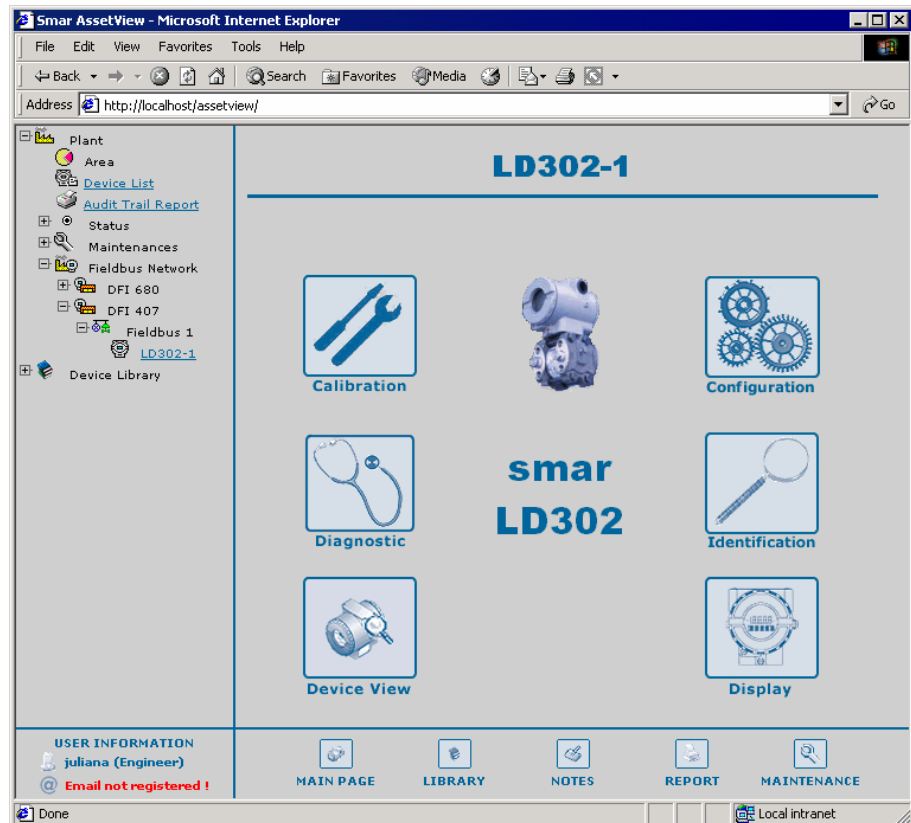 Smar AssetView - Microsoft Internet Explorer
File Edit View Favorites Tools Help
Back Search Favorites Media
Address http://localhost/assetview/ Go
Plant
Area
Device List
Audit Trail Report
Status
Maintenances
Fieldbus Network
DFI 680
DFI 407
Fieldbus 1
LD302-1
Device Library
LD302-1
Calibration
Configuration
smar
LD302
Diagnostic
Identification
Device View
Display
USER INFORMATION
juliana (Engineer)
@ Email not registered !
MAIN PAGE LIBRARY NOTES REPORT MAINTENANCE
Done Local intranet